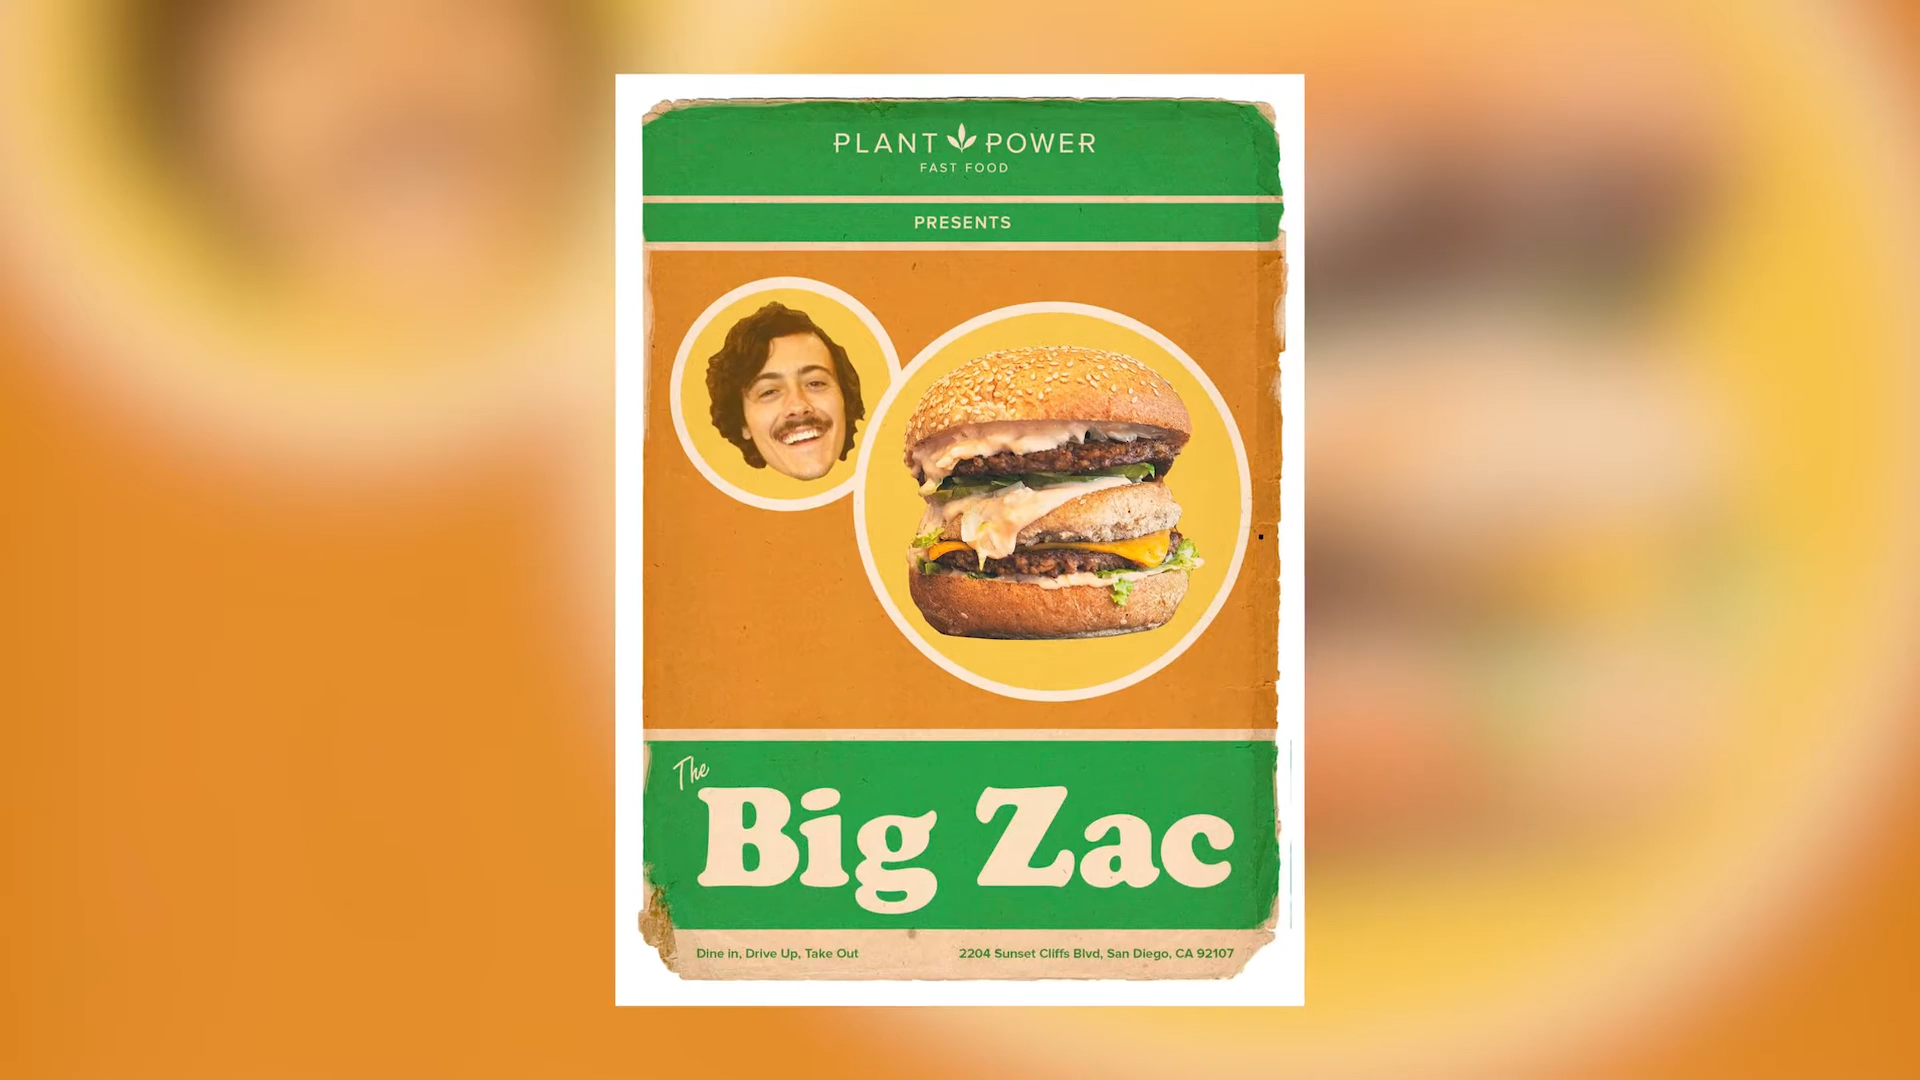 PLANT POWER
FAST FOOD
PRESENTS
The
Big Zac
Dine in, Drive Up, Take Out
2204 Sunset Cliffs Blvd, San Diego, CA 92107